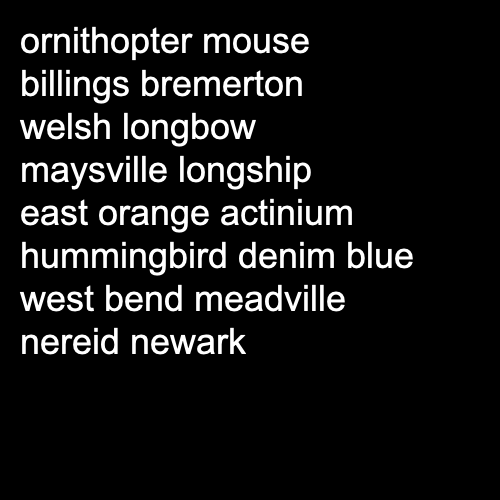 ornithopter mouse
billings bremerton
welsh longbow
maysville longship
east orange actinium
hummingbird denim blue
west bend meadville
nereid newark